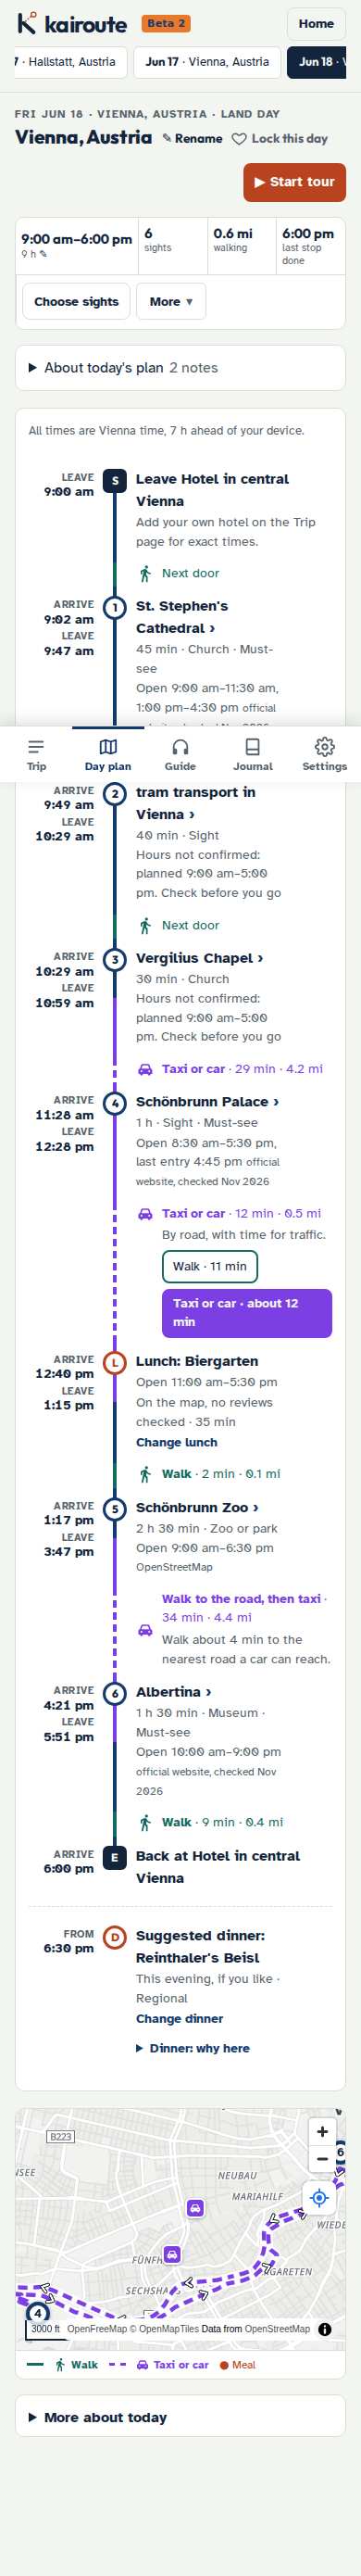 kairoute Beta 2 Home
7 · Hallstatt, Austria Jun 17 · Vienna, Austria Jun 18 ·
FRI JUN 18 · VIENNA, AUSTRIA · LAND DAY
Vienna, Austria ✎ Rename ♡ Lock this day
▶ Start tour
9:00 am–6:00 pm 6 0.6 mi 6:00 pm
9 h ✎ sights walking last stop
done
Choose sights More ▾
▶ About today's plan 2 notes
All times are Vienna time, 7 h ahead of your device.
LEAVE S Leave Hotel in central
9:00 am Vienna
Add your own hotel on the Trip
page for exact times.
Next door
ARRIVE 1 St. Stephen's
9:02 am Cathedral ›
LEAVE 45 min · Church · Must-
9:47 am see
Open 9:00 am–11:30 am,
1:00 pm–4:30 pm official
Trip Day plan Guide Journal Settings
ARRIVE 2 tram transport in
9:49 am Vienna ›
LEAVE 40 min · Sight
10:29 am Hours not confirmed:
planned 9:00 am–5:00
pm. Check before you go
Next door
ARRIVE 3 Vergilius Chapel ›
10:29 am 30 min · Church
LEAVE Hours not confirmed:
10:59 am planned 9:00 am–5:00
pm. Check before you go
Taxi or car · 29 min · 4.2 mi
ARRIVE 4 Schönbrunn Palace ›
11:28 am 1 h · Sight · Must-see
LEAVE Open 8:30 am–5:30 pm,
12:28 pm last entry 4:45 pm official
website, checked Nov 2026
Taxi or car · 12 min · 0.5 mi
By road, with time for traffic.
Walk · 11 min
Taxi or car · about 12
min
ARRIVE L Lunch: Biergarten
12:40 pm Open 11:00 am–5:30 pm
LEAVE On the map, no reviews
1:15 pm checked · 35 min
Change lunch
Walk · 2 min · 0.1 mi
ARRIVE 5 Schönbrunn Zoo ›
1:17 pm 2 h 30 min · Zoo or park
LEAVE Open 9:00 am–6:30 pm
3:47 pm OpenStreetMap
Walk to the road, then taxi ·
34 min · 4.4 mi
Walk about 4 min to the
nearest road a car can reach.
ARRIVE 6 Albertina ›
4:21 pm 1 h 30 min · Museum ·
LEAVE Must-see
5:51 pm Open 10:00 am–9:00 pm
official website, checked Nov
2026
Walk · 9 min · 0.4 mi
ARRIVE E Back at Hotel in central
6:00 pm Vienna
FROM D Suggested dinner:
6:30 pm Reinthaler's Beisl
This evening, if you like ·
Regional
Change dinner
▶ Dinner: why here
B223
+
6
−
NSEE NEUBAU
MARIAHILF
WIEDE
FÜNFH
GARETEN
SECHSHA
4
3000 ft OpenFreeMap © OpenMapTiles Data from OpenStreetMap
Walk Taxi or car Meal
▶ More about today